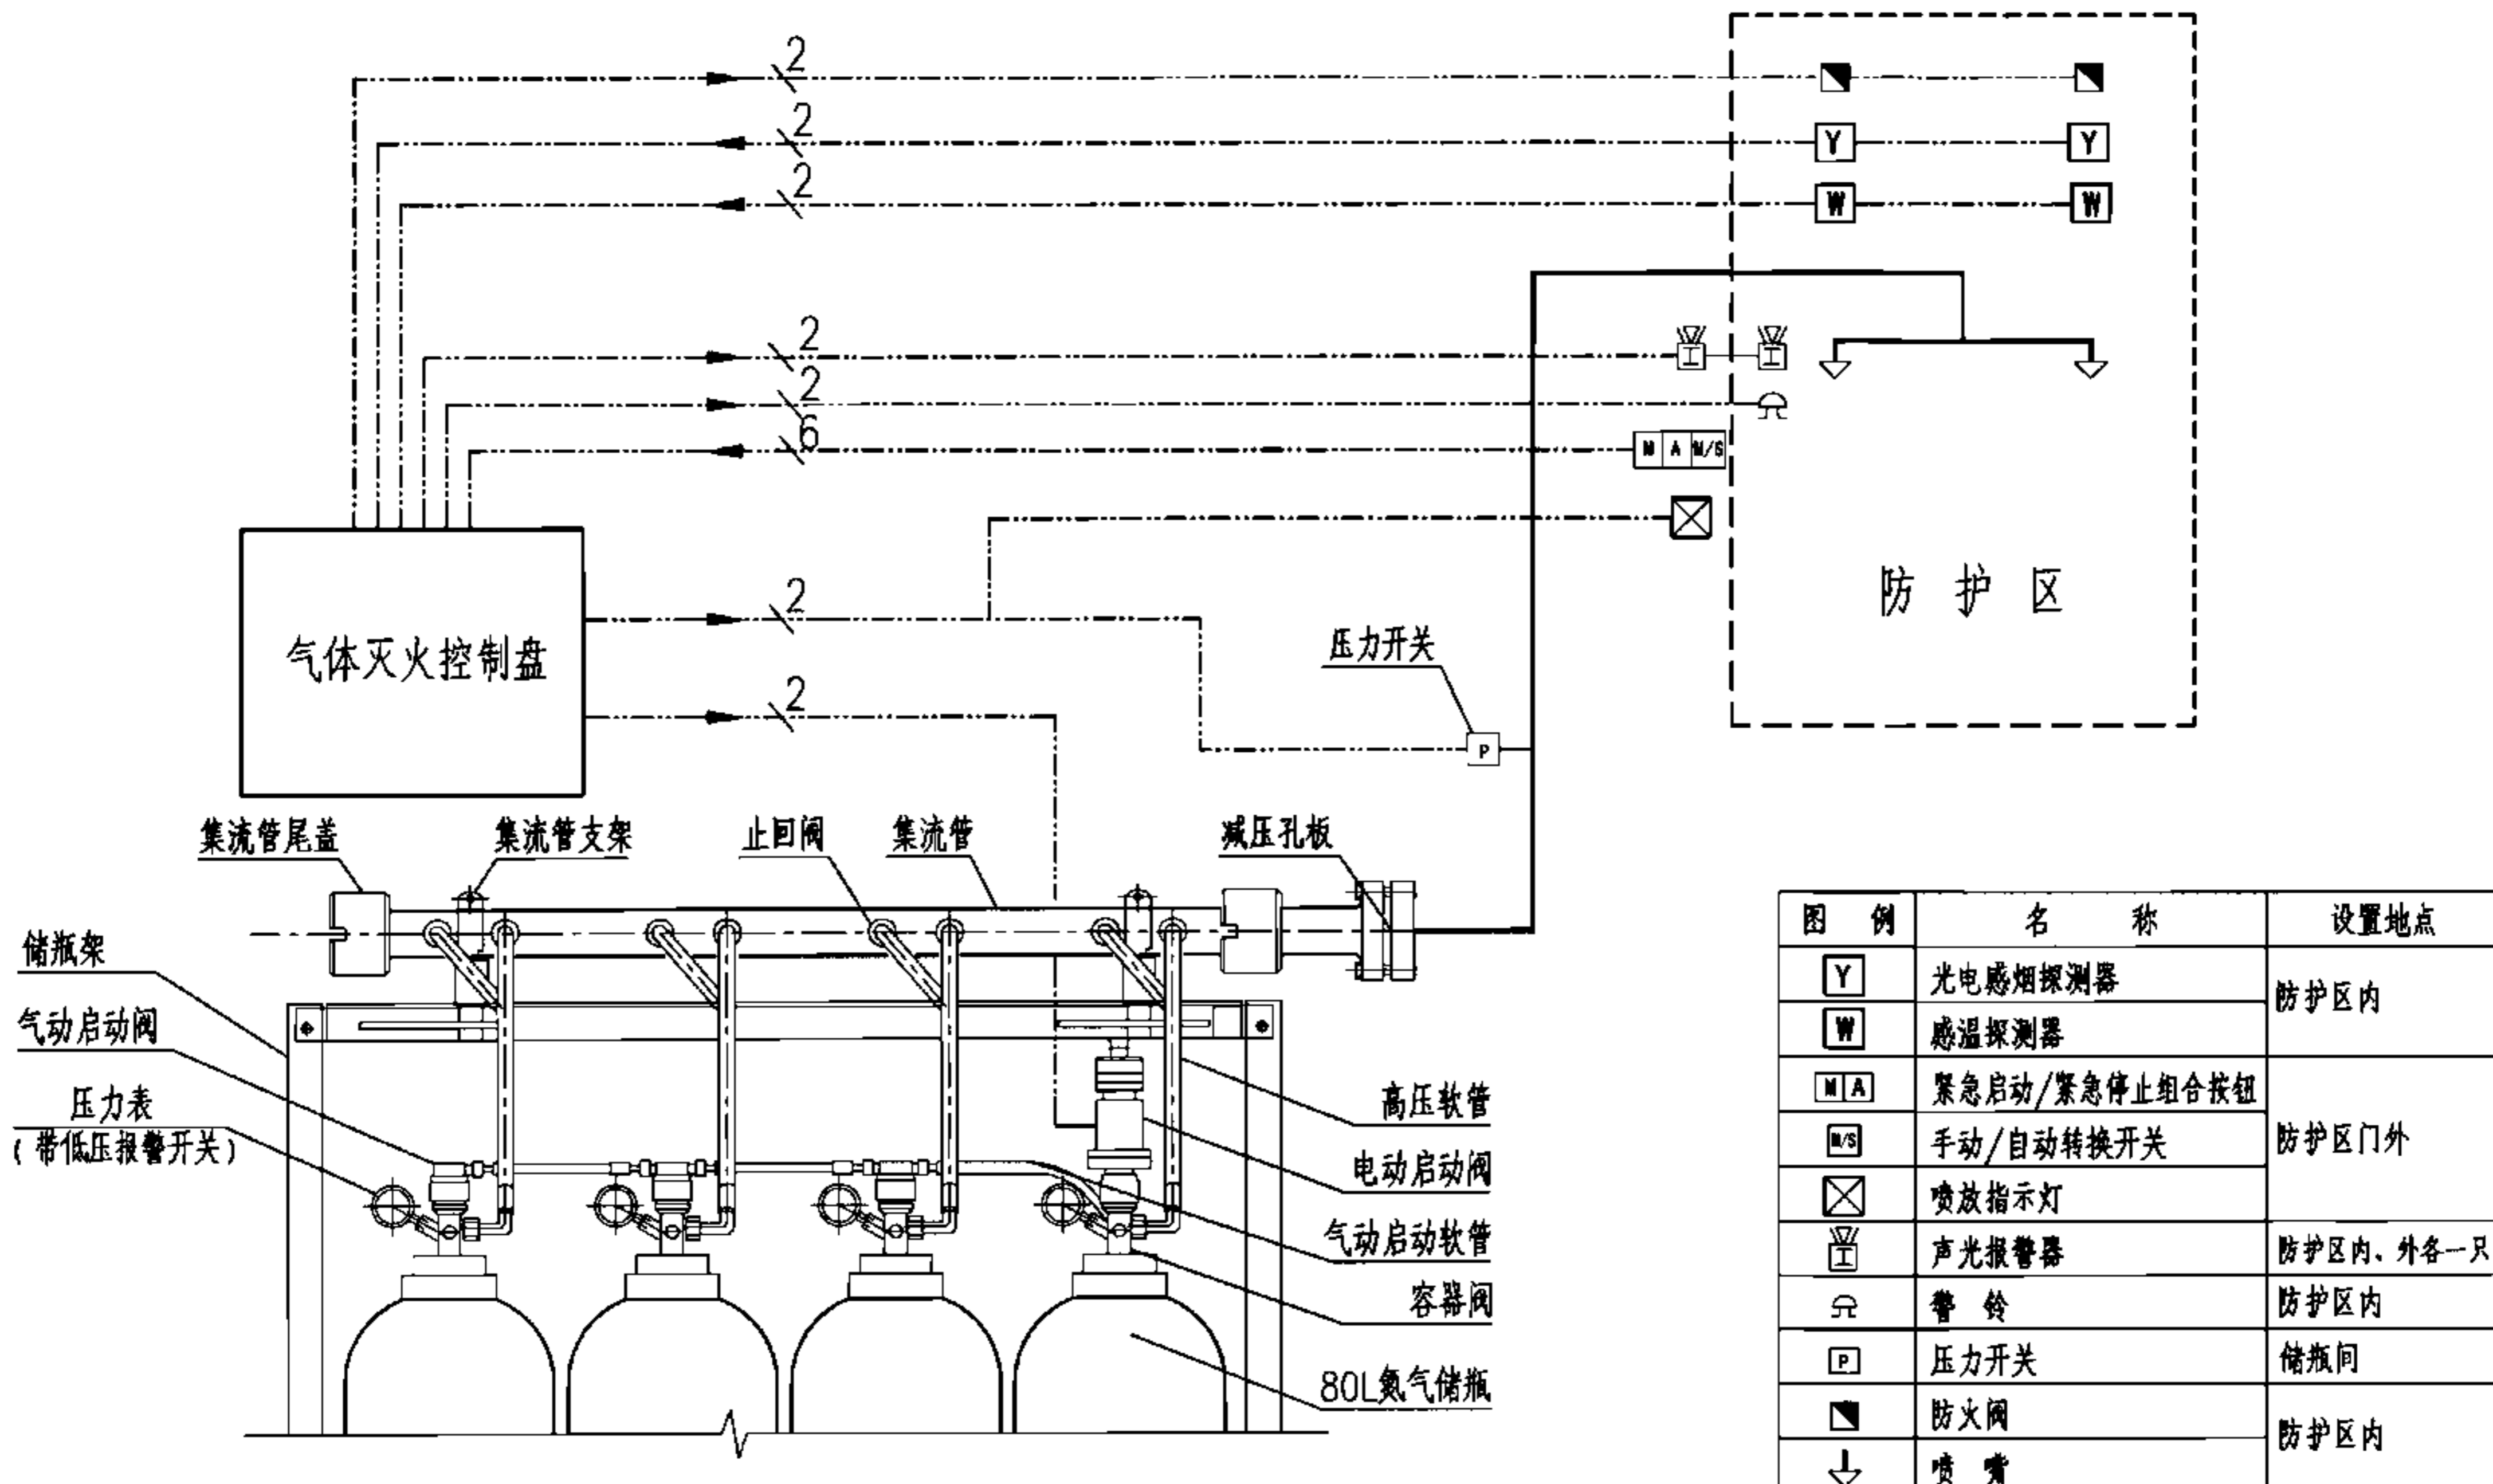 2
2
2
Y
Y
W
W
2
2
6
M A M/S
2
2
气体灭火控制盘
防 护 区
压力开关
P
集流管尾盖
集流管支架
止回阀
集流管
减压孔板
储瓶架
气动启动阀
压力表
(带低压报警开关)
高压软管
电动启动阀
气动启动软管
容器阀
80L氮气储瓶
图 例 名 称 设置地点
Y 光电感烟探测器 防护区内
W 感温探测器
M A 紧急启动/紧急停止组合按钮 防护区门外
M/S 手动/自动转换开关
喷放指示灯
声光报警器 防护区内、外各一只
警 铃 防护区内
P 压力开关 储瓶间
防火阀 防护区内
喷 嘴